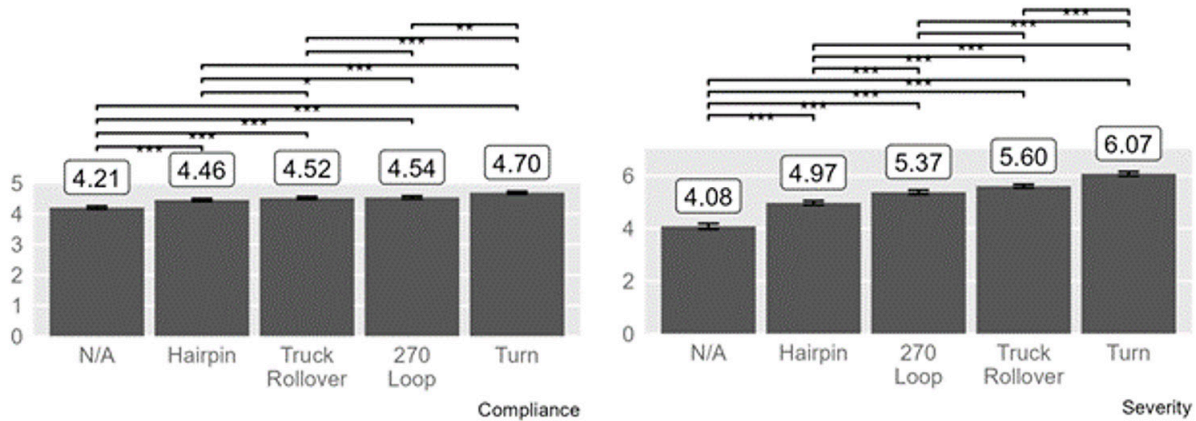 **
***
***
*
***
***
***
***
4.21
4.46
4.52
4.54
4.70
5
4
3
2
1
0
N/A
Hairpin
Truck
Rollover
270
Loop
Turn
Compliance
***
***
***
***
***
***
***
***
***
4.08
4.97
5.37
5.60
6.07
6
4
2
0
N/A
Hairpin
270
Loop
Truck
Rollover
Turn
Severity